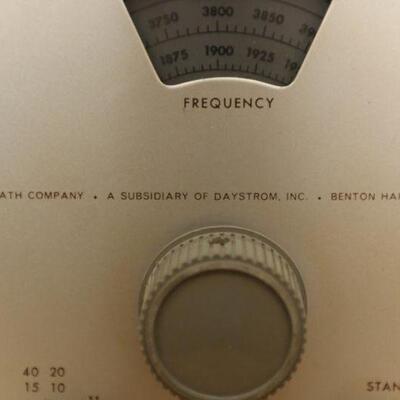 3750 3800 3850
1875 1900 1925
FREQUENCY
ATH COMPANY • A SUBSIDIARY OF DAYSTROM, INC. • BENTON HA
40 20
15 10
STAN